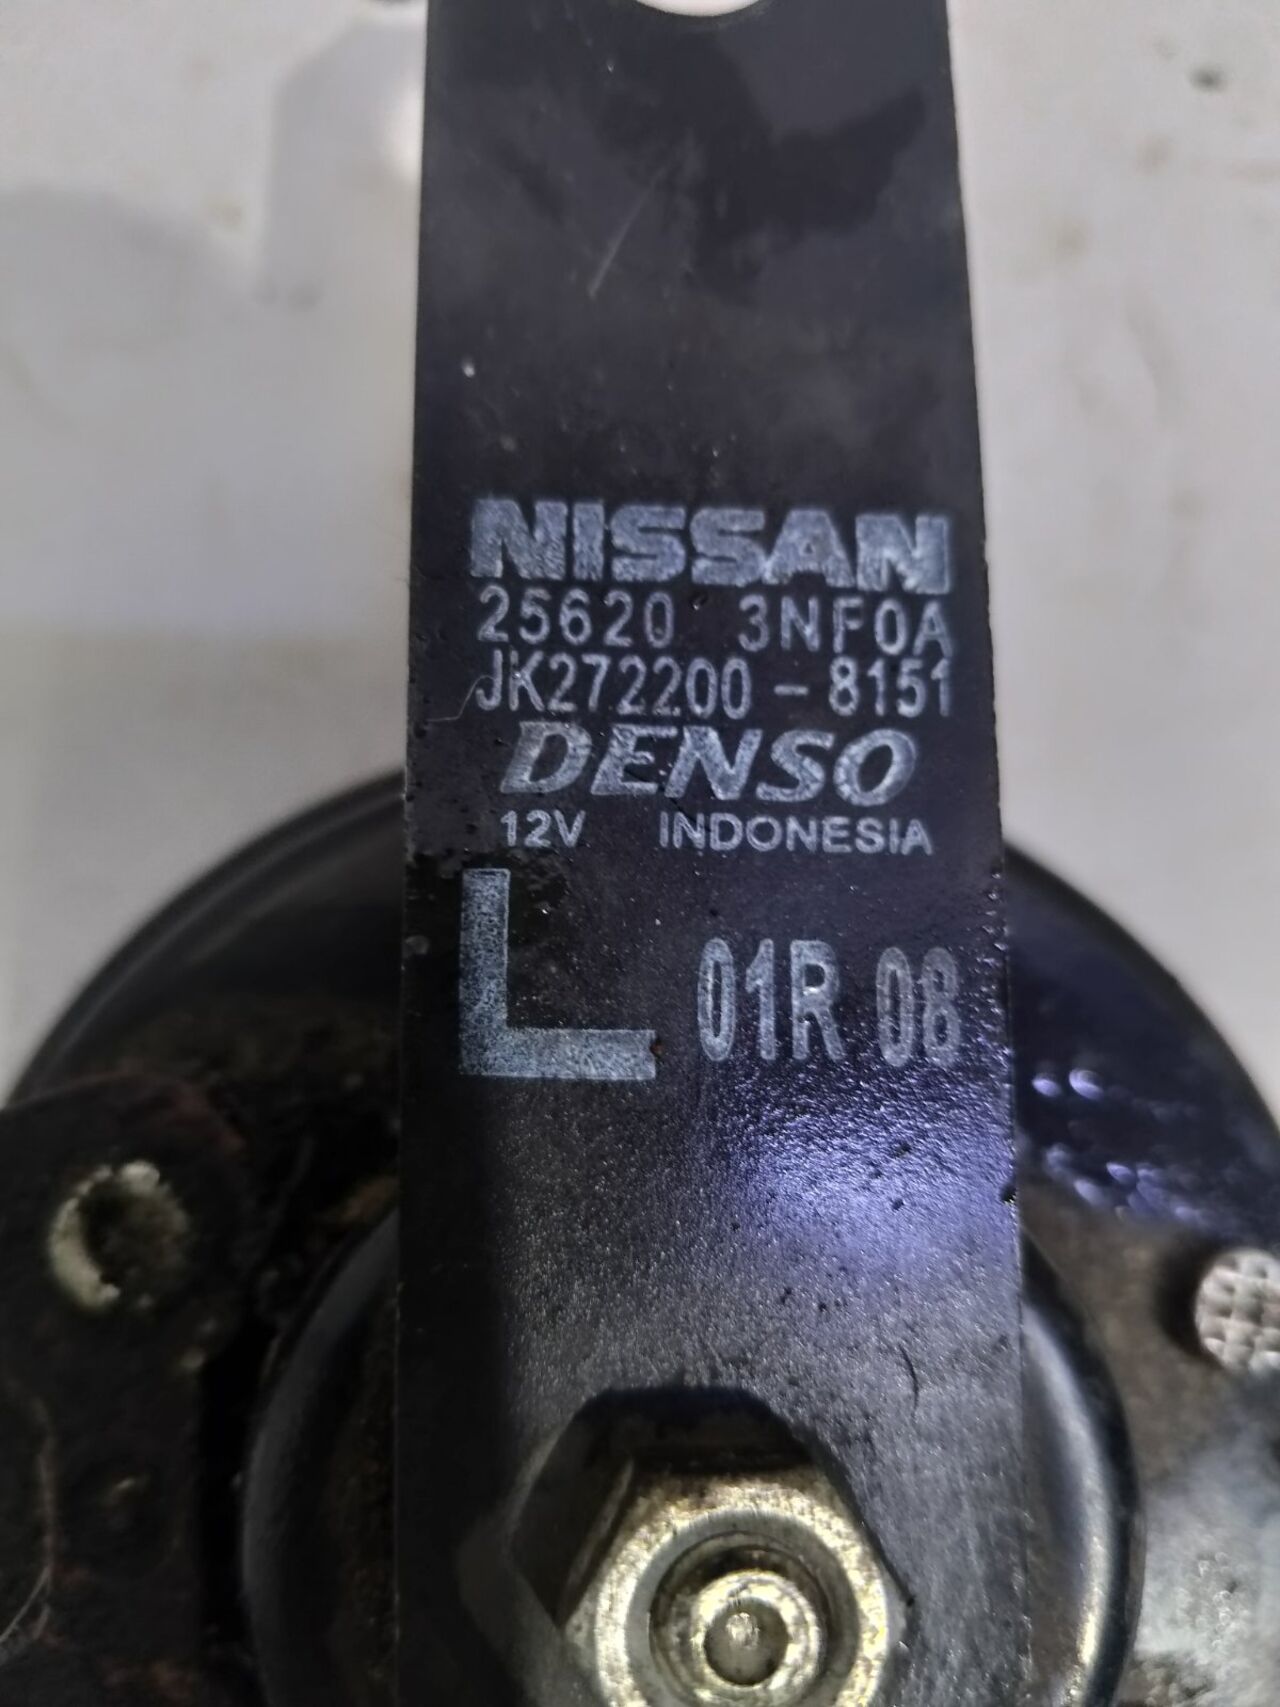 NISSAN
25620 3NF0A
JK272200-8151
DENSO
12V INDONESIA
L 01R 08